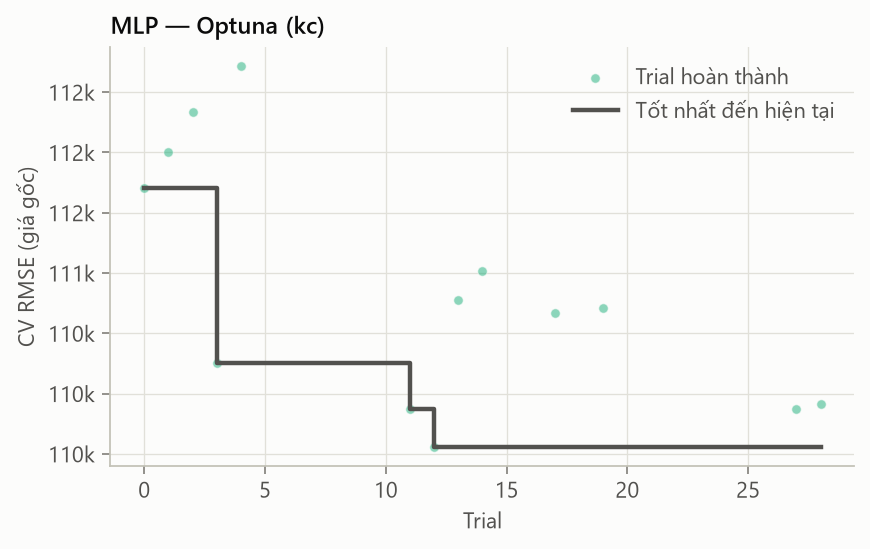 MLP — Optuna (kc)
Trial hoàn thành
Tốt nhất đến hiện tại
CV RMSE (giá gốc)
112k
112k
112k
111k
110k
110k
110k
0 5 10 15 20 25
Trial